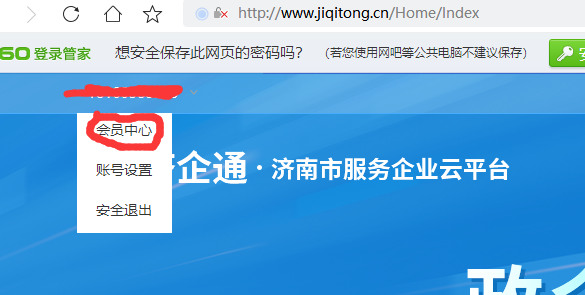 http://www.jiqitong.cn/Home/Index
60 登录管家 想安全保存此网页的密码吗？ (若您使用网吧等公共电脑不建议保存)
会员中心
账号设置
企通 · 济南市服务企业云平台
安全退出